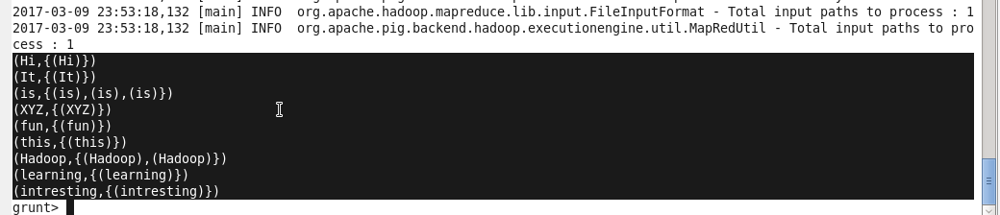 2017-03-09 23:53:18,132 [main] INFO  org.apache.hadoop.mapreduce.lib.input.FileInputFormat - Total input paths to process : 1
2017-03-09 23:53:18,132 [main] INFO  org.apache.pig.backend.hadoop.executionengine.util.MapRedUtil - Total input paths to pro
cess : 1
(Hi,{(Hi)})
(It,{(It)})
(is,{(is),(is),(is)})
(XYZ,{(XYZ)})
(fun,{(fun)})
(this,{(this)})
(Hadoop,{(Hadoop),(Hadoop)})
(learning,{(learning)})
(intresting,{(intresting)})
grunt>